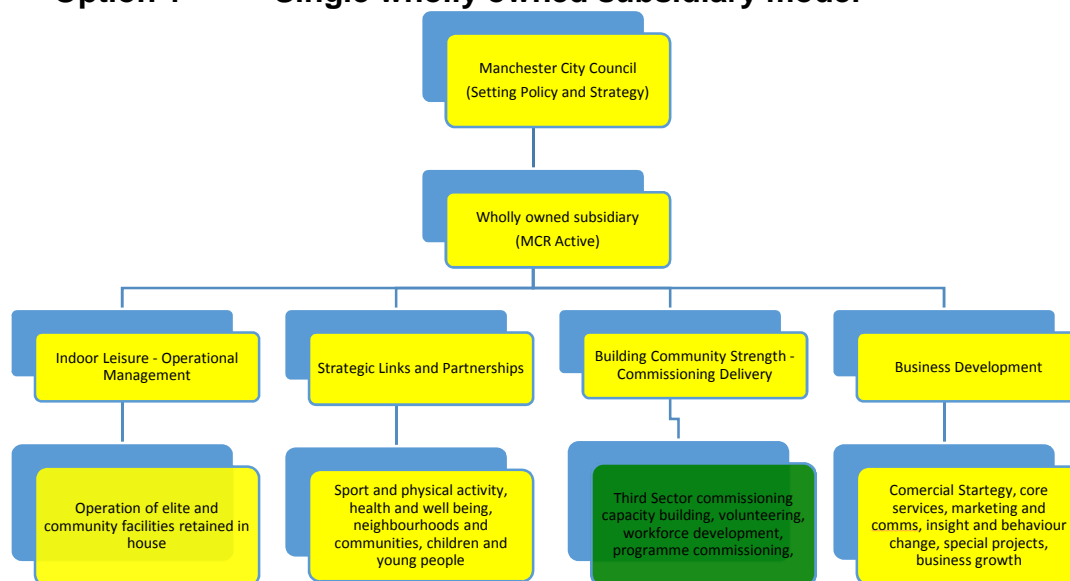 Option 1 Single wholly owned subsidiary model
Manchester City Council
(Setting Policy and Strategy)
Wholly owned subsidiary
(MCR Active)
Indoor Leisure - Operational
Management
Strategic Links and Partnerships
Building Community Strength -
Commissioning Delivery
Business Development
Operation of elite and
community facilities retained in
house
Sport and physical activity,
health and well being,
neighbourhoods and
communities, children and
young people
Third Sector commissioning
capacity building, volunteering,
workforce development,
programme commissioning,
Comercial Startegy, core
services, marketing and
comms, insight and behaviour
change, special projects,
business growth